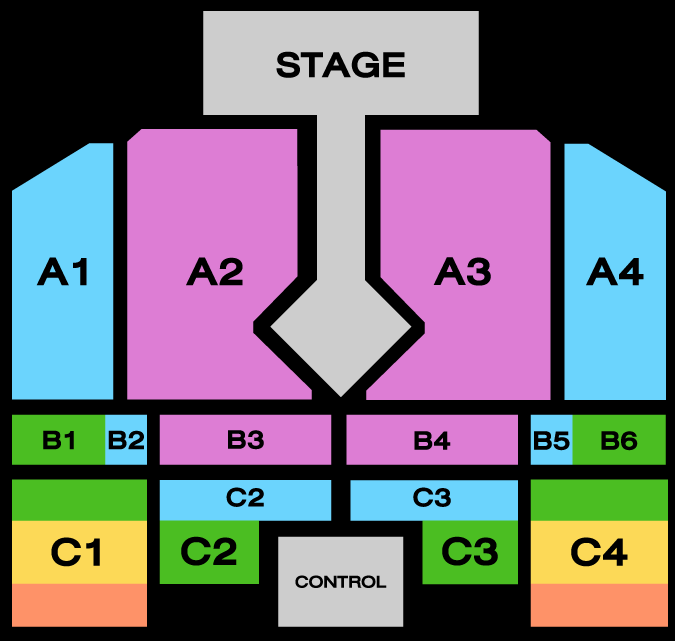 STAGE
A1 A2 A3 A4
B1 B2 B3 B4 B5 B6
C2 C3
C1 C2 C3 C4
CONTROL